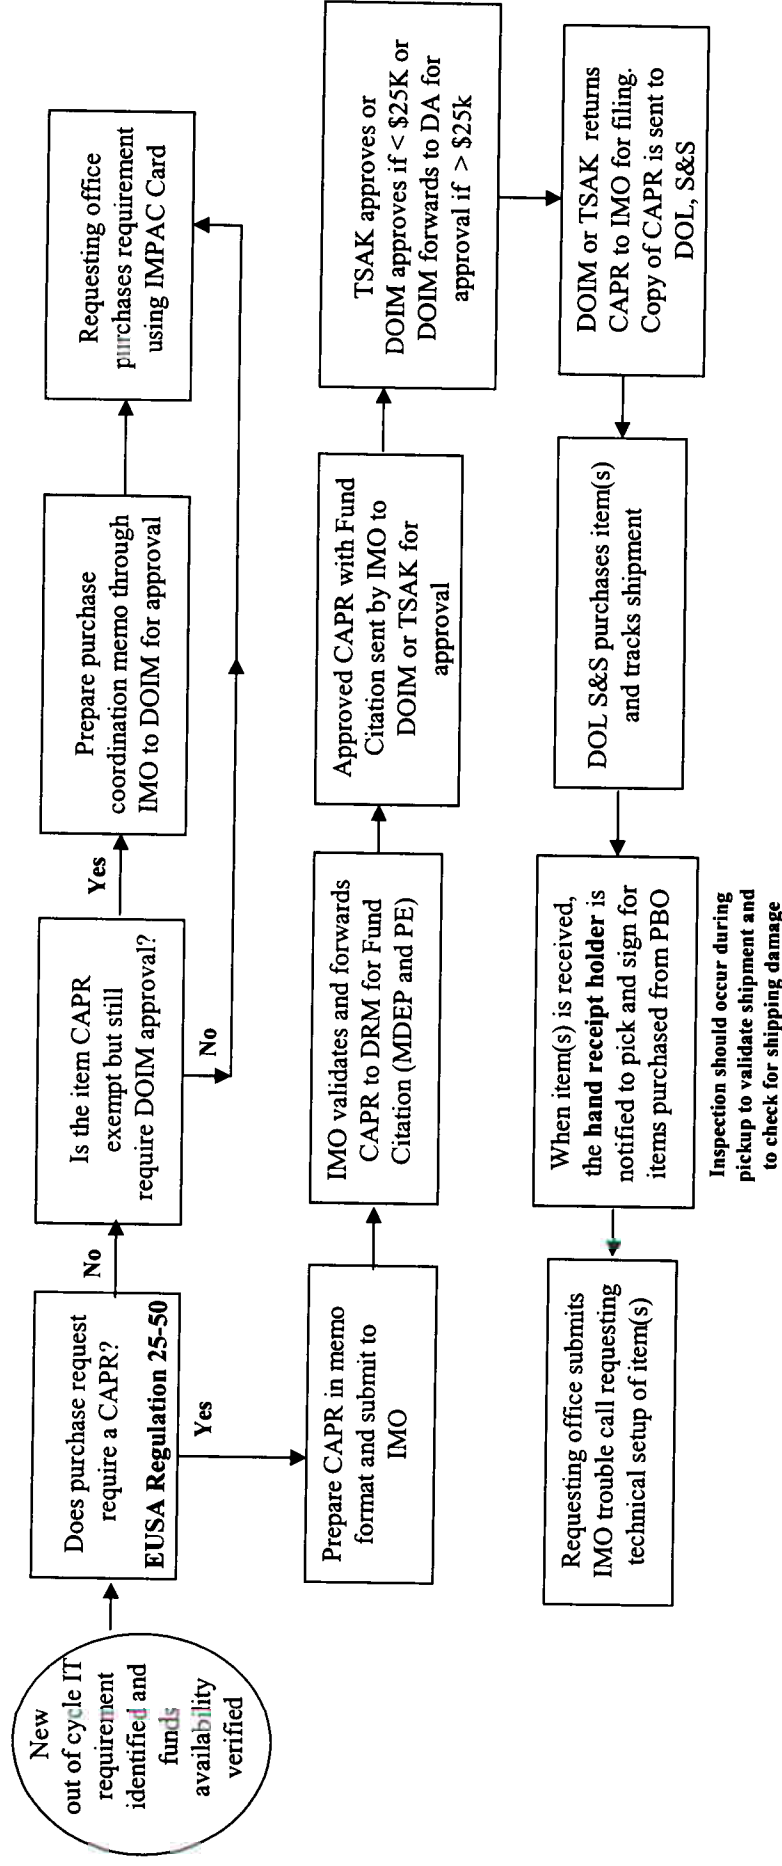 New
out of cycle IT
requirement
identified and
funds
availability
verified
Does purchase request
require a CAPR?
EUSA Regulation 25-50
No
Yes
Is the item CAPR
exempt but still
require DOIM approval?
Yes
No
Prepare purchase
coordination memo through
IMO to DOIM for approval
Requesting office
purchases requirement
using IMPAC Card
Prepare CAPR in memo
format and submit to
IMO
IMO validates and forwards
CAPR to DRM for Fund
Citation (MDEP and PE)
Approved CAPR with Fund
Citation sent by IMO to
DOIM or TSAK for
approval
TSAK approves or
DOIM approves if < $25K or
DOIM forwards to DA for
approval if > $25k
DOIM or TSAK returns
CAPR to IMO for filing.
Copy of CAPR is sent to
DOL, S&S
DOL S&S purchases item(s)
and tracks shipment
When item(s) is received,
the hand receipt holder is
notified to pick and sign for
items purchased from PBO
Inspection should occur during
pickup to validate shipment and
to check for shipping damage
Requesting office submits
IMO trouble call requesting
technical setup of item(s)